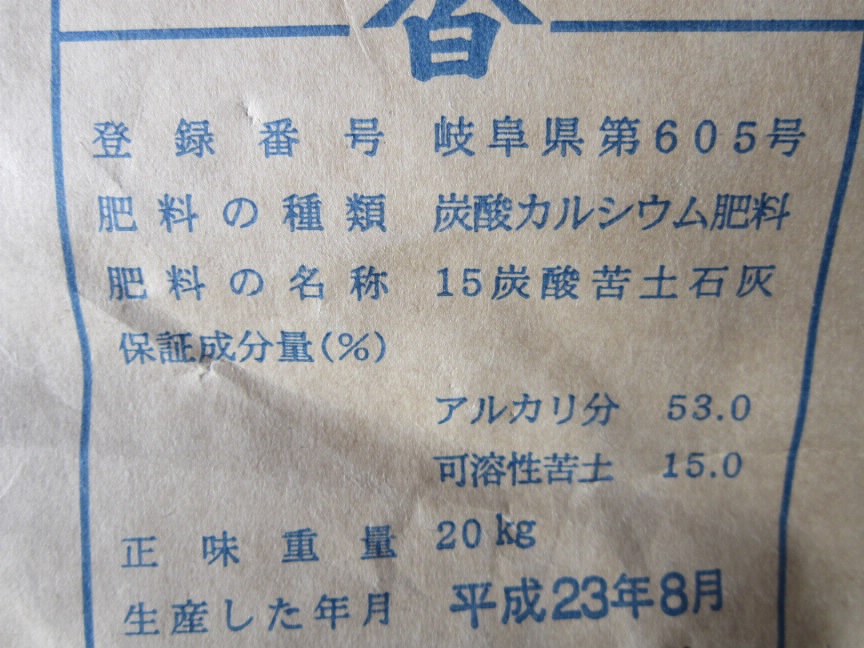 登録番号 岐阜県第605号
肥料の種類 炭酸カルシウム肥料
肥料の名称 15炭酸苦土石灰
保証成分量(%)
アルカリ分 53.0
可溶性苦土 15.0
正味重量 20kg
生産した年月 平成23年8月